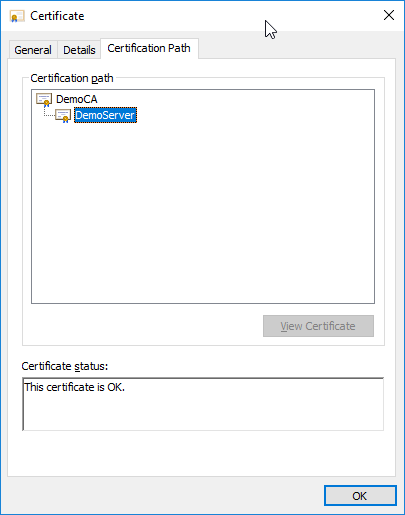 Certificate
General Details Certification Path
Certification path
DemoCA
DemoServer
View Certificate
Certificate status:
This certificate is OK.
OK